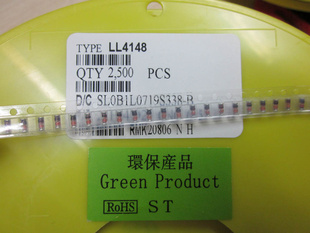 TYPE LL4148
QTY 2,500 PCS
D/C SL0B1L0719S338-B
RMK20806 N H
環保産品
Green Product
RoHS ST